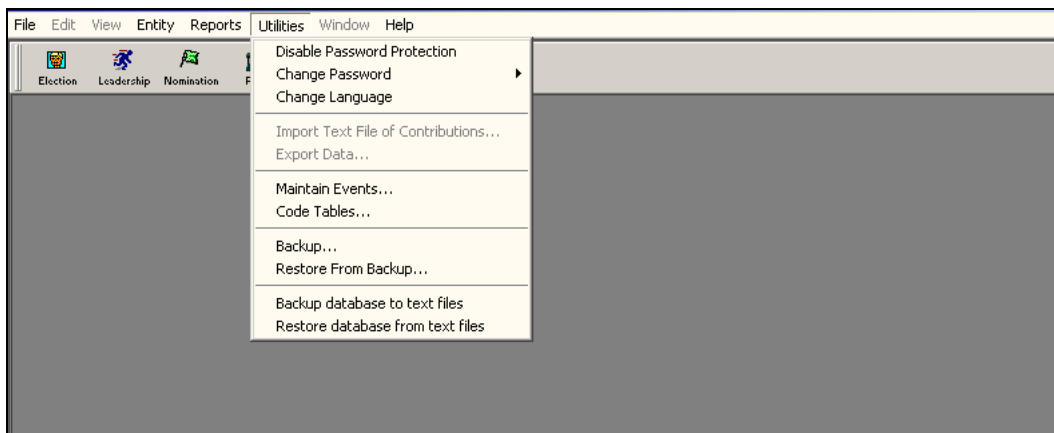 File Edit View Entity Reports Utilities Window Help
Election Leadership Nomination
Disable Password Protection
Change Password
Change Language
Import Text File of Contributions...
Export Data...
Maintain Events...
Code Tables...
Backup...
Restore From Backup...
Backup database to text files
Restore database from text files